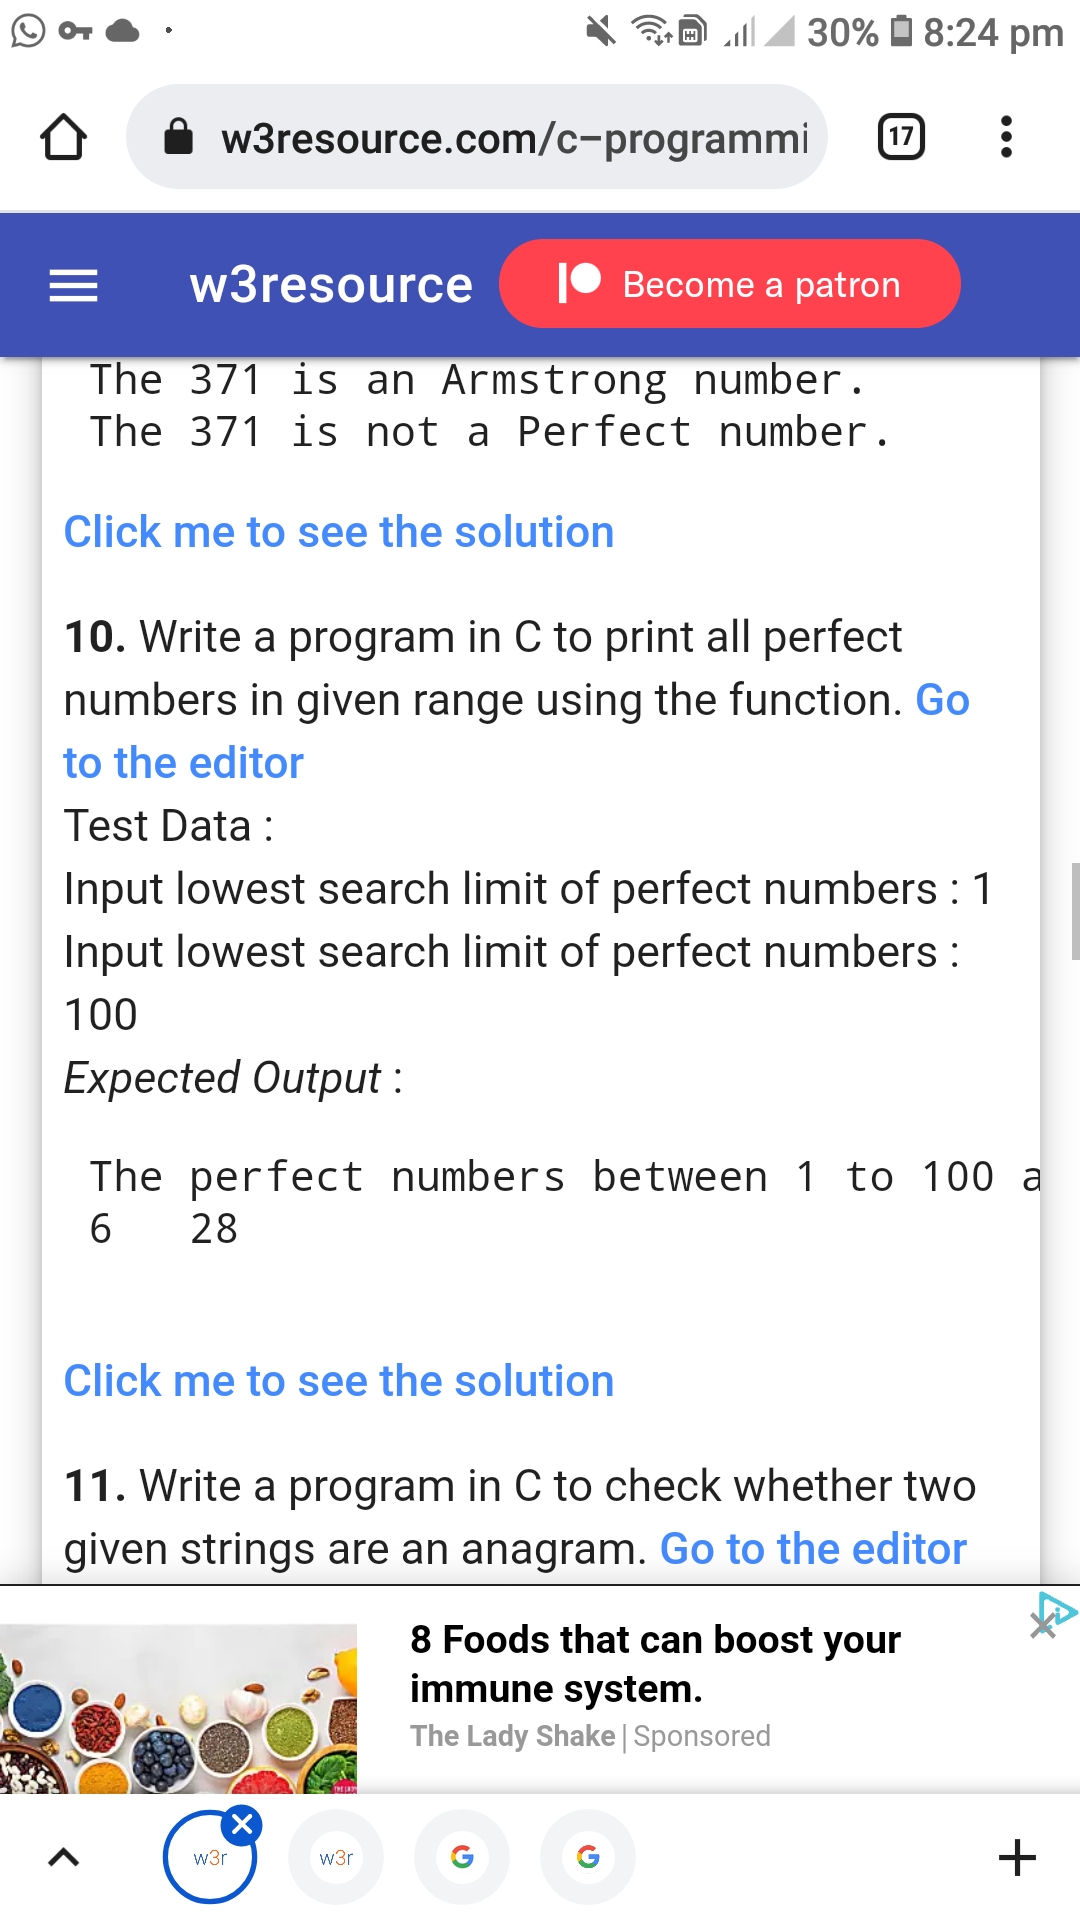 30% 8:24 pm
w3resource.com/c-programmi
17
w3resource
Become a patron
The 371 is an Armstrong number.
The 371 is not a Perfect number.
Click me to see the solution
10. Write a program in C to print all perfect
numbers in given range using the function. Go
to the editor
Test Data :
Input lowest search limit of perfect numbers : 1
Input lowest search limit of perfect numbers :
100
Expected Output :
The perfect numbers between 1 to 100 a
6 28
Click me to see the solution
11. Write a program in C to check whether two
given strings are an anagram. Go to the editor
8 Foods that can boost your
immune system.
The Lady Shake | Sponsored
w3r
w3r